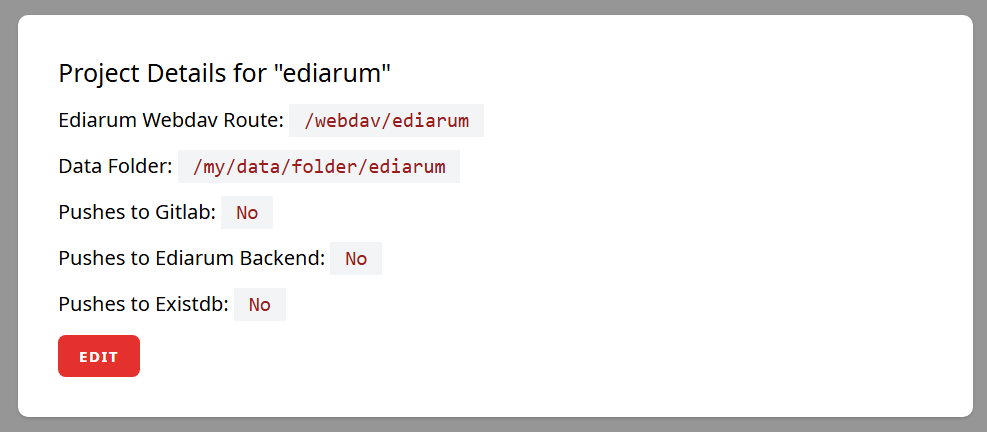 Project Details for "ediarum"
Ediarum Webdav Route: /webdav/ediarum
Data Folder: /my/data/folder/ediarum
Pushes to Gitlab: No
Pushes to Ediarum Backend: No
Pushes to Existdb: No
EDIT